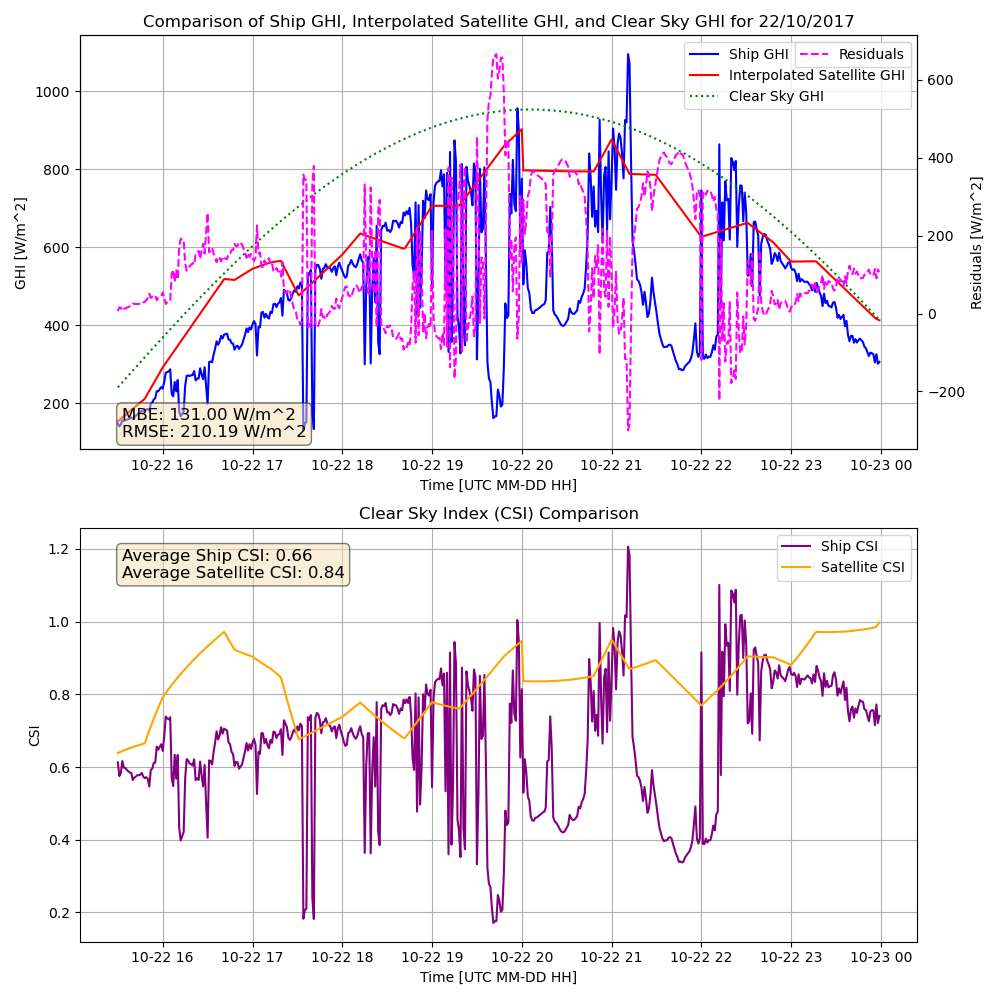 Comparison of Ship GHI, Interpolated Satellite GHI, and Clear Sky GHI for 22/10/2017
Ship GHI
Residuals
Interpolated Satellite GHI
Clear Sky GHI
GHI [W/m^2]
1000
800
600
400
200
Residuals [W/m^2]
600
400
200
0
−200
MBE: 131.00 W/m^2
RMSE: 210.19 W/m^2
10-22 16 10-22 17 10-22 18 10-22 19 10-22 20 10-22 21 10-22 22 10-22 23 10-23 00
Time [UTC MM-DD HH]
Clear Sky Index (CSI) Comparison
Average Ship CSI: 0.66
Average Satellite CSI: 0.84
Ship CSI
Satellite CSI
CSI
1.2
1.0
0.8
0.6
0.4
0.2
10-22 16 10-22 17 10-22 18 10-22 19 10-22 20 10-22 21 10-22 22 10-22 23 10-23 00
Time [UTC MM-DD HH]